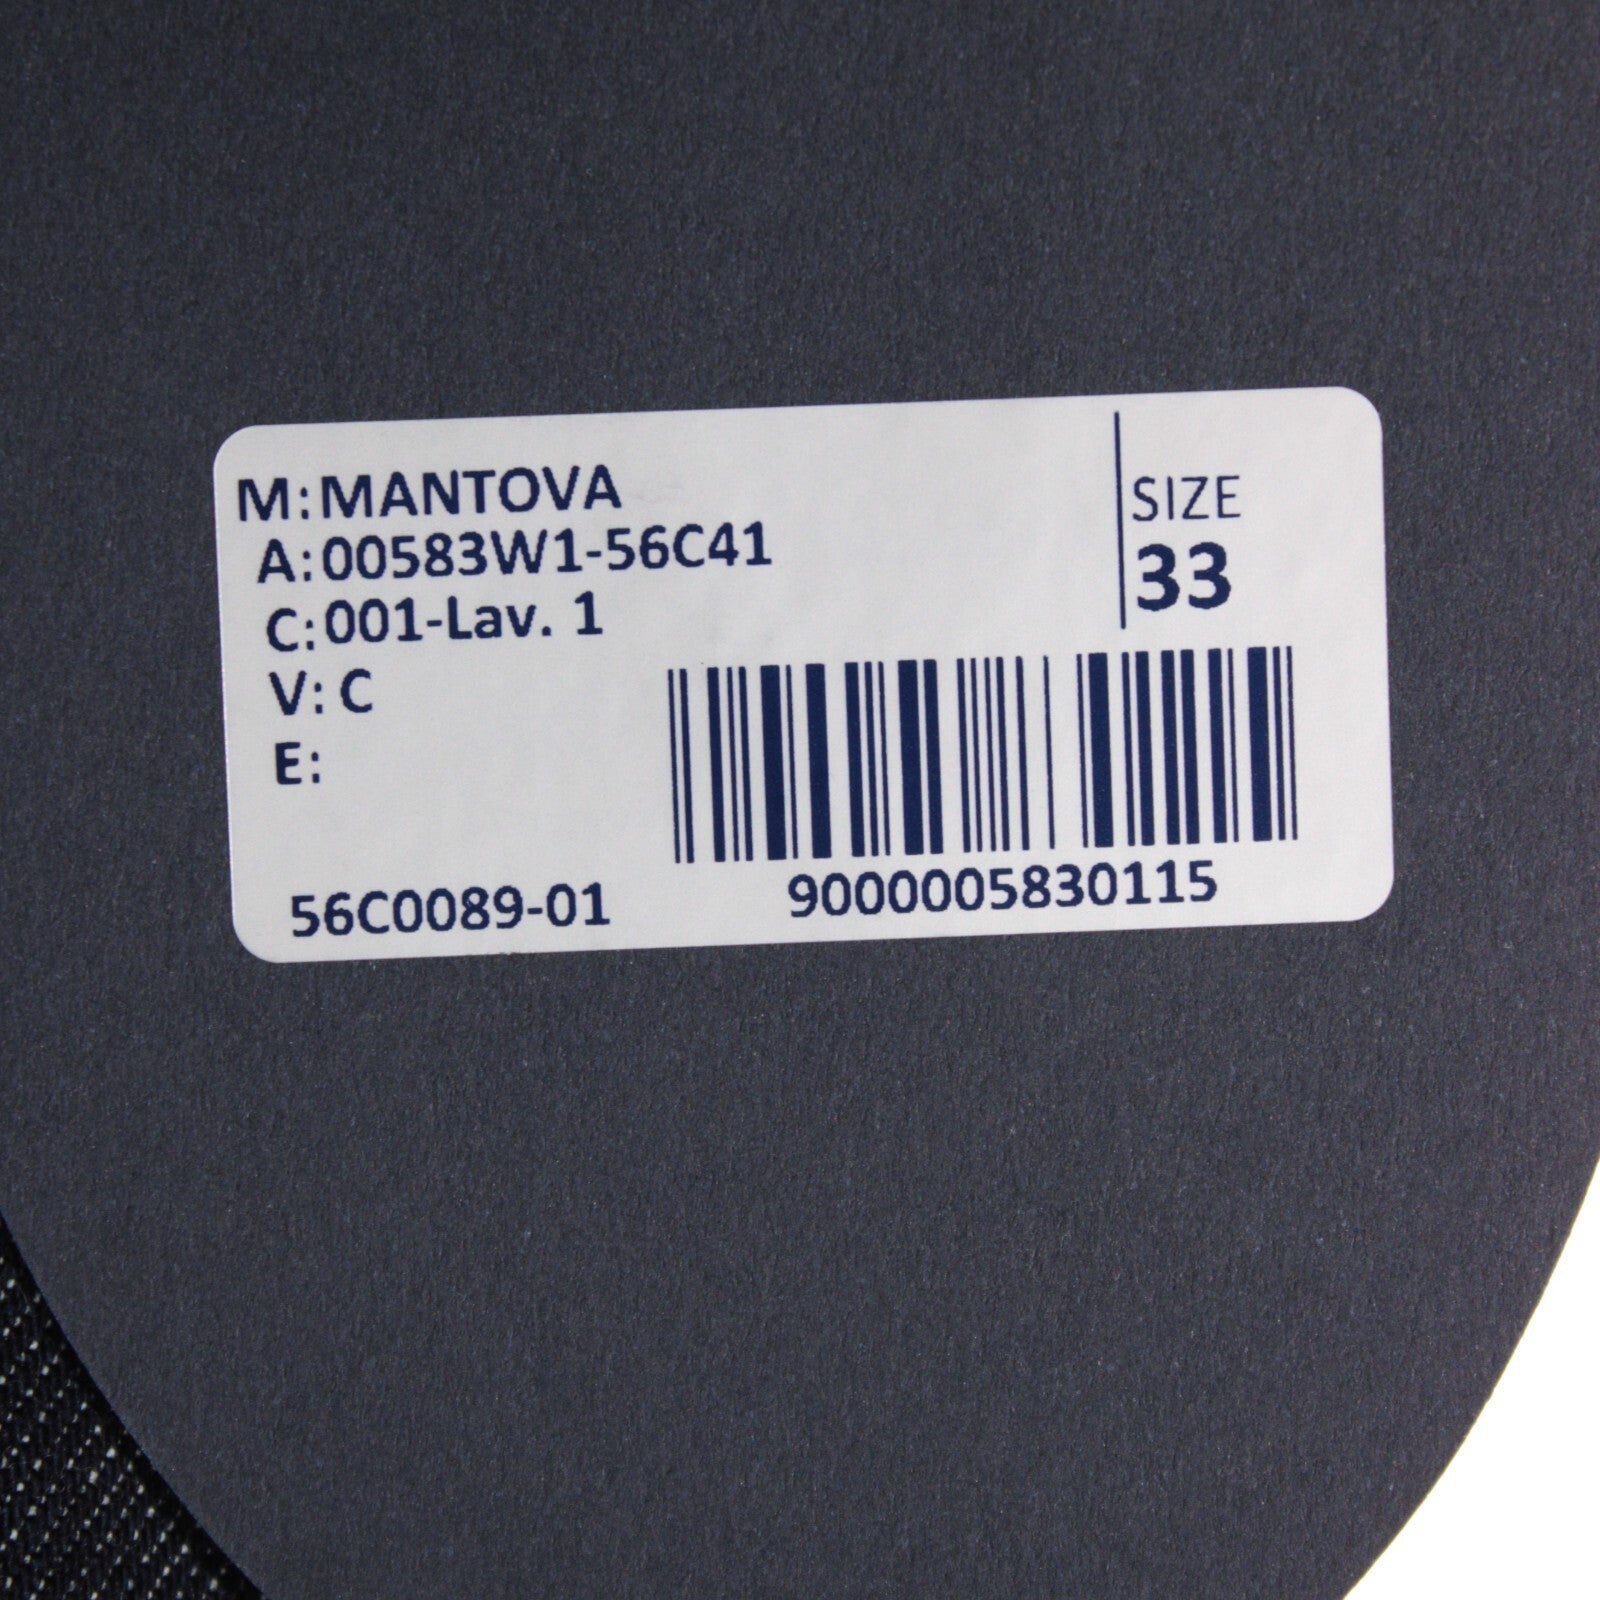 M: MANTOVA
A: 00583W1-56C41
C: 001-Lav. 1
V: C
E:
SIZE
33
56C0089-01
9000005830115